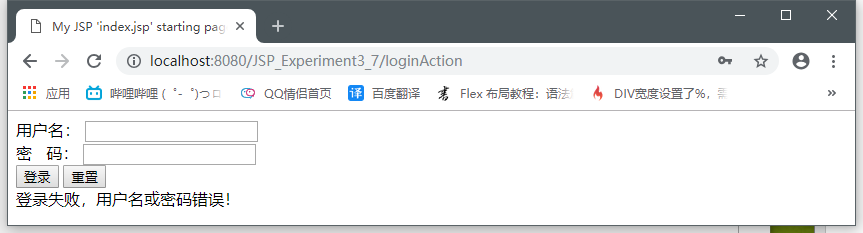 My JSP 'index.jsp' starting pag
localhost:8080/JSP_Experiment3_7/loginAction
应用 哔哩哔哩 ( ゜- ゜)つロ QQ情侣首页 译 百度翻译 书 Flex 布局教程：语法 DIV宽度设置了%，需 »
用户名：
密 码：
登录 重置
登录失败，用户名或密码错误！